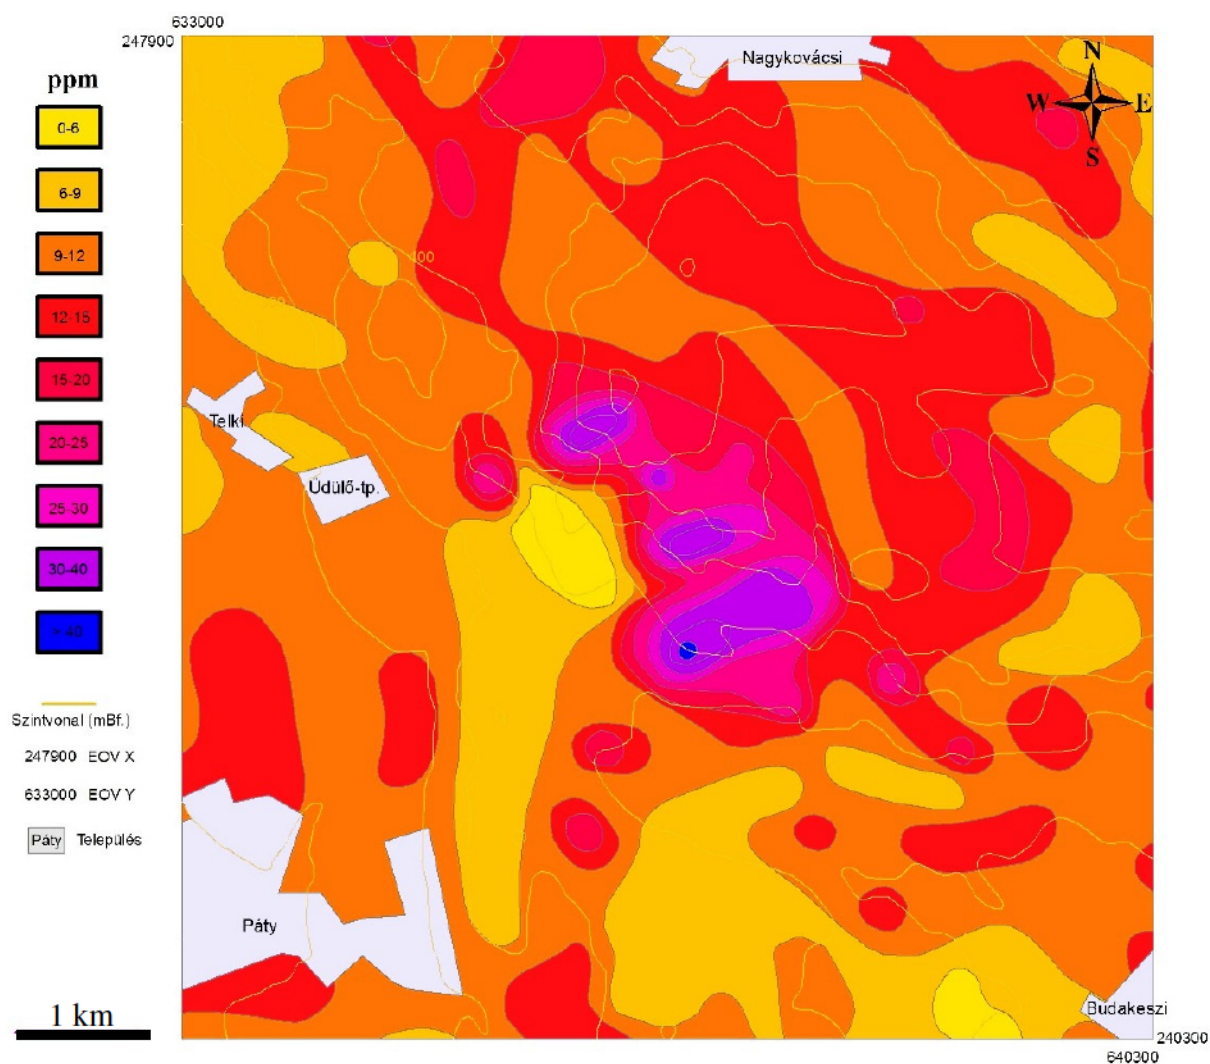 633000
247900
ppm
0-6
6-9
9-12
12-15
15-20
20-25
25-30
30-40
> 40
Szintvonal (mBf.)
247900 EOV X
633000 EOV Y
Páty Település
1 km
Nagykovácsi
N
W E
S
400
Telki
Üdülő-tp.
Páty
Budakeszi
240300
640300